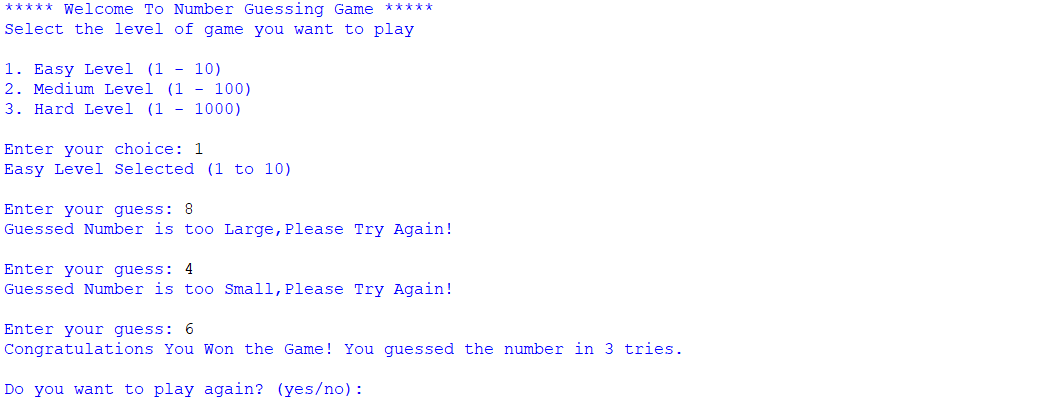 ***** Welcome To Number Guessing Game *****
Select the level of game you want to play
1. Easy Level (1 - 10)
2. Medium Level (1 - 100)
3. Hard Level (1 - 1000)
Enter your choice: 1
Easy Level Selected (1 to 10)
Enter your guess: 8
Guessed Number is too Large,Please Try Again!
Enter your guess: 4
Guessed Number is too Small,Please Try Again!
Enter your guess: 6
Congratulations You Won the Game! You guessed the number in 3 tries.
Do you want to play again? (yes/no):